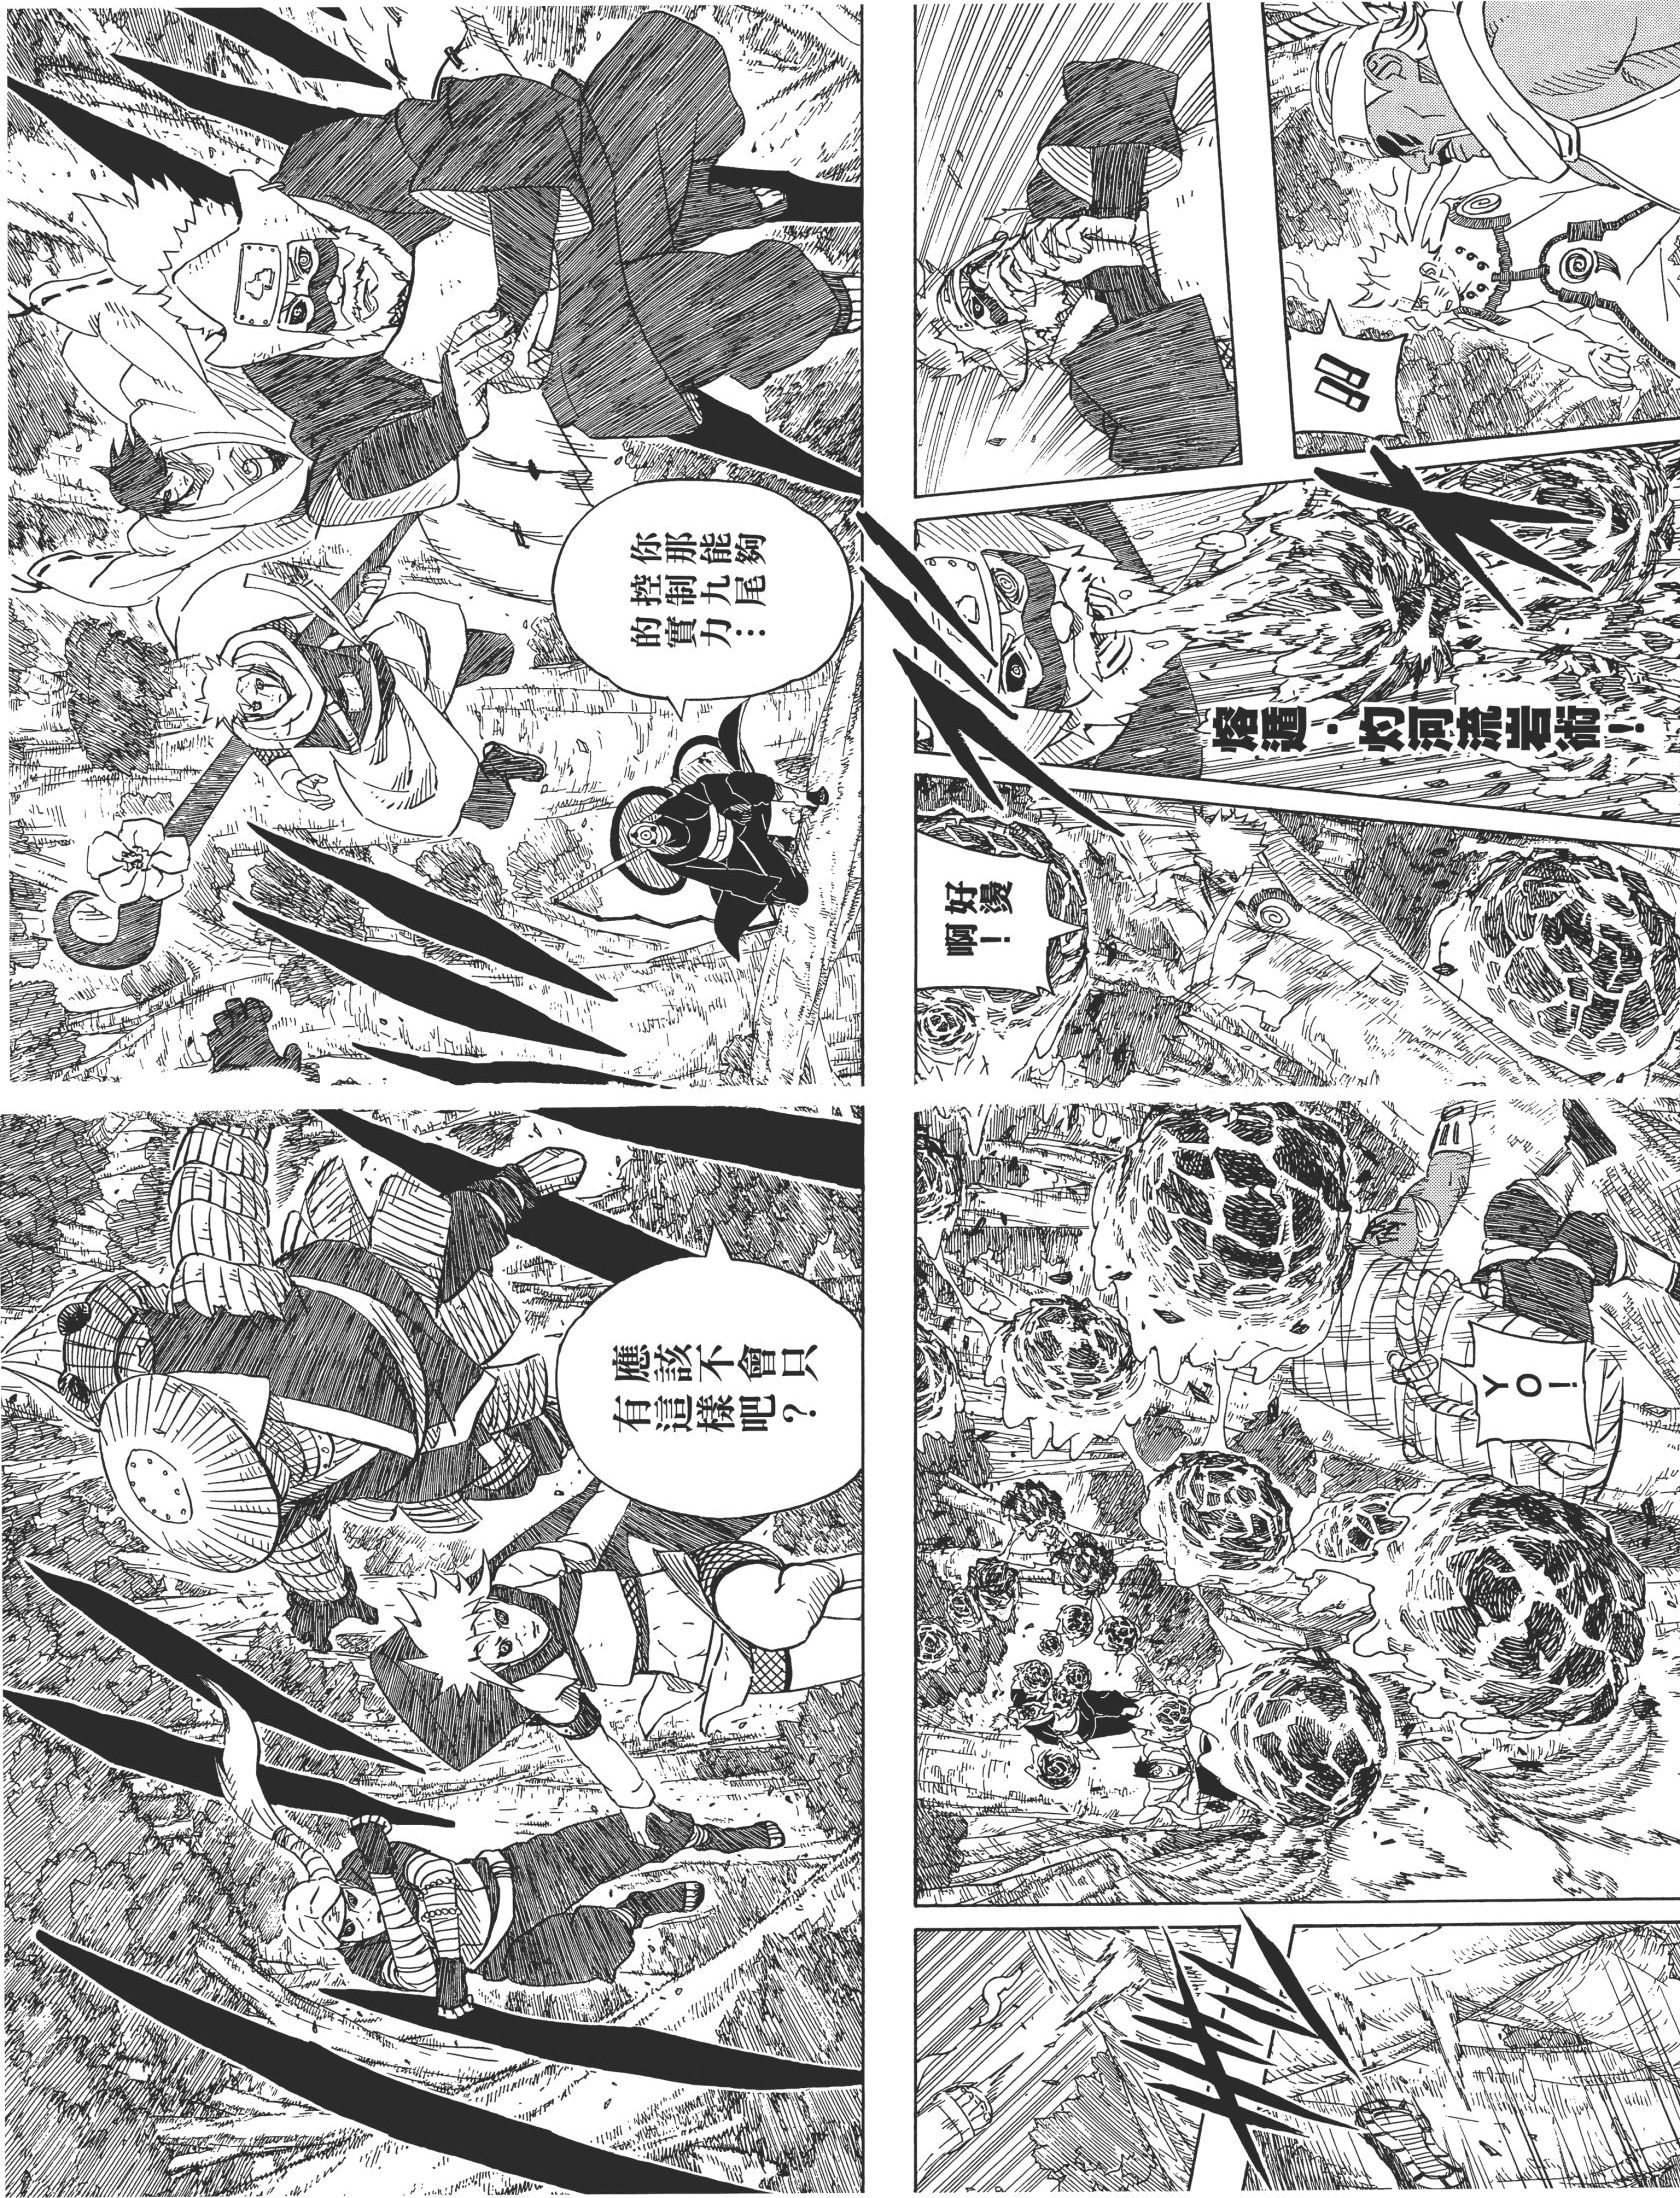 你那能夠
控制九尾
的實力…
應該不會只
有這樣吧？
!!
熔遁・灼河流岩術！
好燙
啊！
YO！